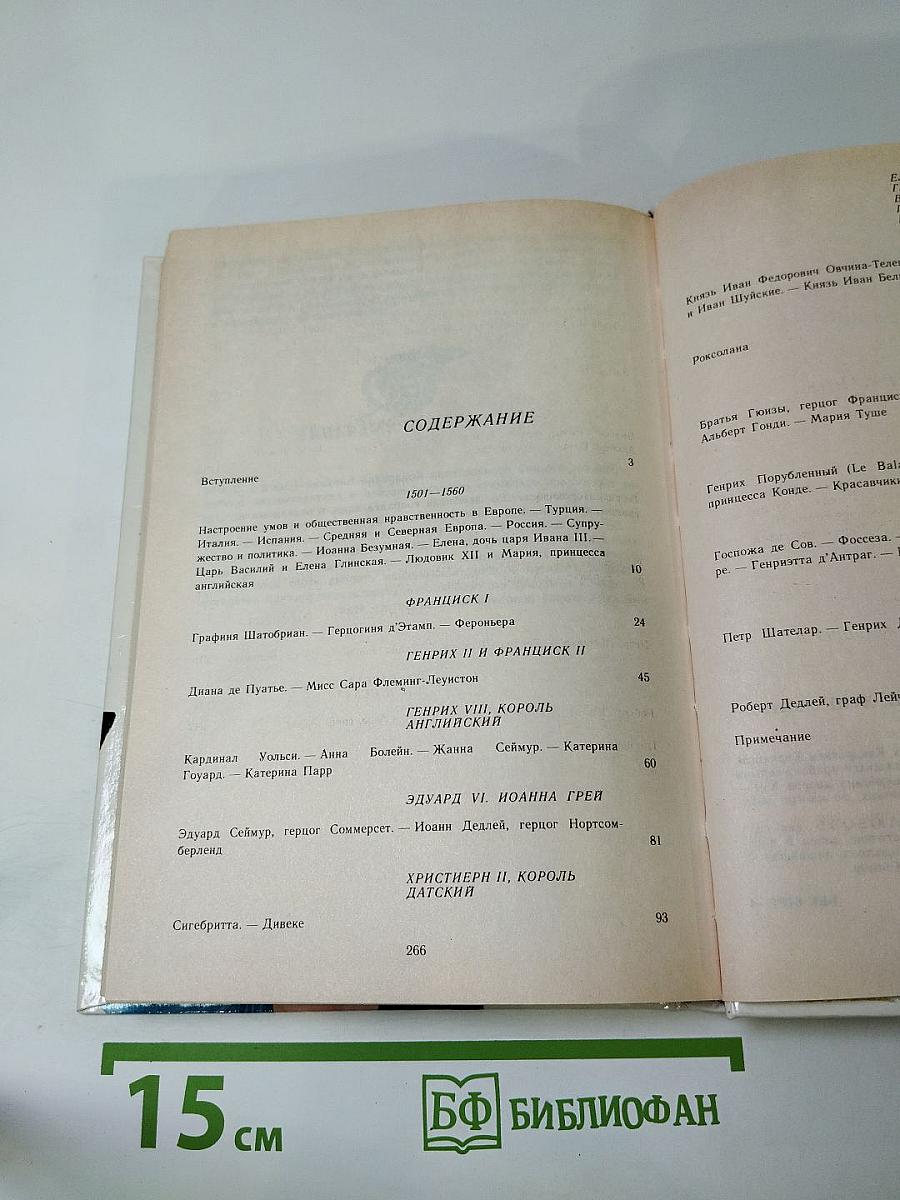 СОДЕРЖАНИЕ
Вступление 3
1501—1560
Настроение умов и общественная нравственность в Европе. — Турция. —
Италия. — Испания. — Средняя и Северная Европа. — Россия. — Супру-
жество и политика. — Иоанна Безумная. — Елена, дочь царя Ивана III. —
Царь Василий и Елена Глинская. — Людовик XII и Мария, принцесса
английская 10
ФРАНЦИСК I
Графиня Шатобриан. — Герцогиня д'Этамп. — Фероньера 24
ГЕНРИХ II И ФРАНЦИСК II
Диана де Пуатье. — Мисс Сара Флеминг-Леуистон 45
ГЕНРИХ VIII, КОРОЛЬ
АНГЛИЙСКИЙ
Кардинал Уольси. — Анна Болейн. — Жанна Сеймур. — Катерина
Гоуард. — Катерина Парр 60
ЭДУАРД VI. ИОАННА ГРЕЙ
Эдуард Сеймур, герцог Соммерсет. — Иоанн Дедлей, герцог Нортсом-
берленд 81
ХРИСТИЕРН II, КОРОЛЬ
ДАТСКИЙ
Сигебритта. — Дивеке 93
266
Князь Иван Федорович Овчина-Теле
и Иван Шуйские. — Князь Иван Бел
Роксолана
Братья Гюизы, герцог Францис
Альберт Гонди. — Мария Туше
Генрих Порубленный (Le Bala
принцесса Конде. — Красавчики
Госпожа де Сов. — Фоссеза. —
ре. — Генриэтта д'Антраг. —
Петр Шателар. — Генрих Д
Роберт Дедлей, граф Лейч
Примечание
15 см
БФ БИБЛИОФАН